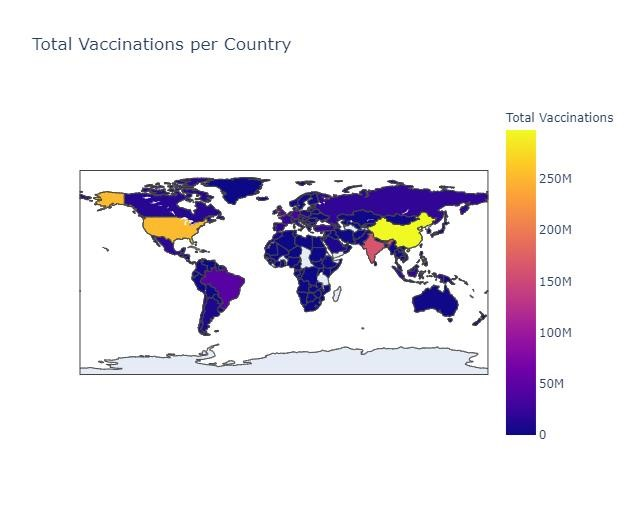 Total Vaccinations per Country
Total Vaccinations
250M
200M
150M
100M
50M
0